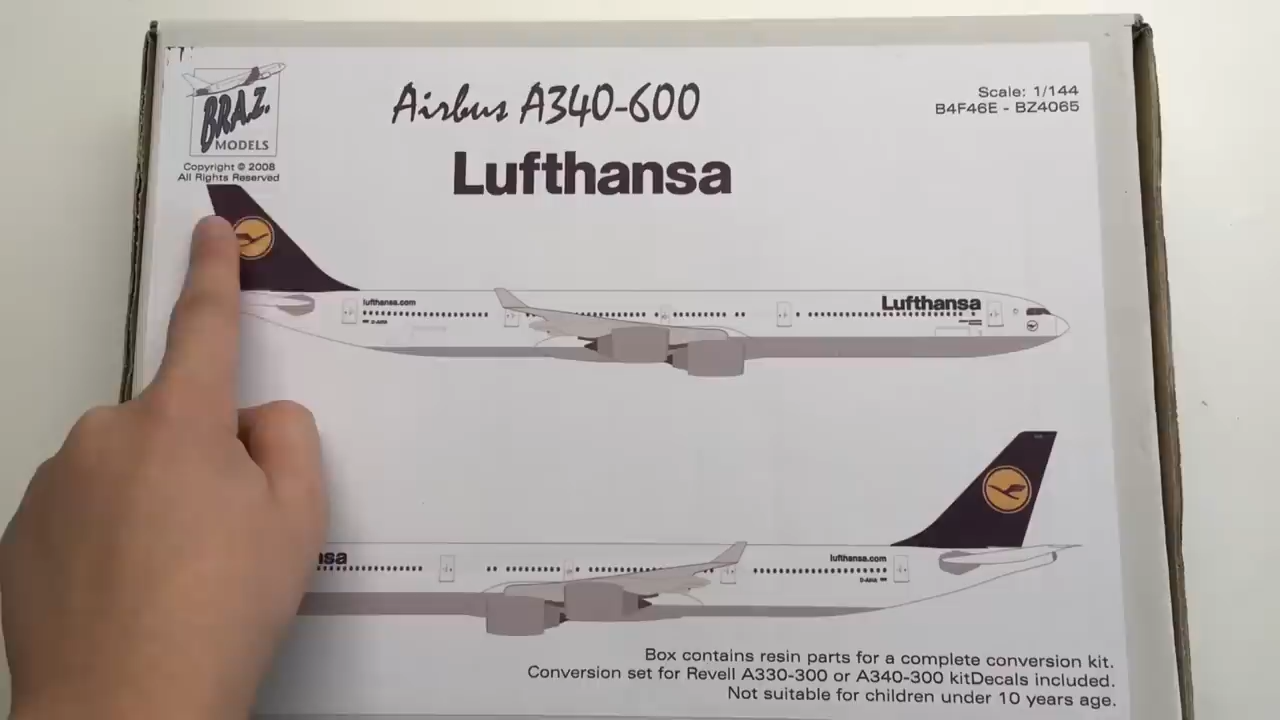 BRAZ.
MODELS
Copyright © 2008
All Rights Reserved
Airbus A340-600
Lufthansa
Scale: 1/144
B4F46E - BZ4065
lufthansa.com
Lufthansa
nsa
lufthansa.com
Box contains resin parts for a complete conversion kit.
Conversion set for Revell A330-300 or A340-300 kitDecals included.
Not suitable for children under 10 years age.